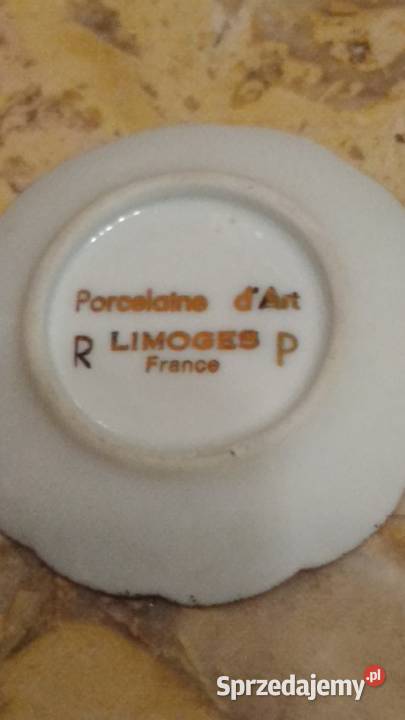 Porcelaine d'Art
R LIMOGES P
France
Sprzedajemy.pl